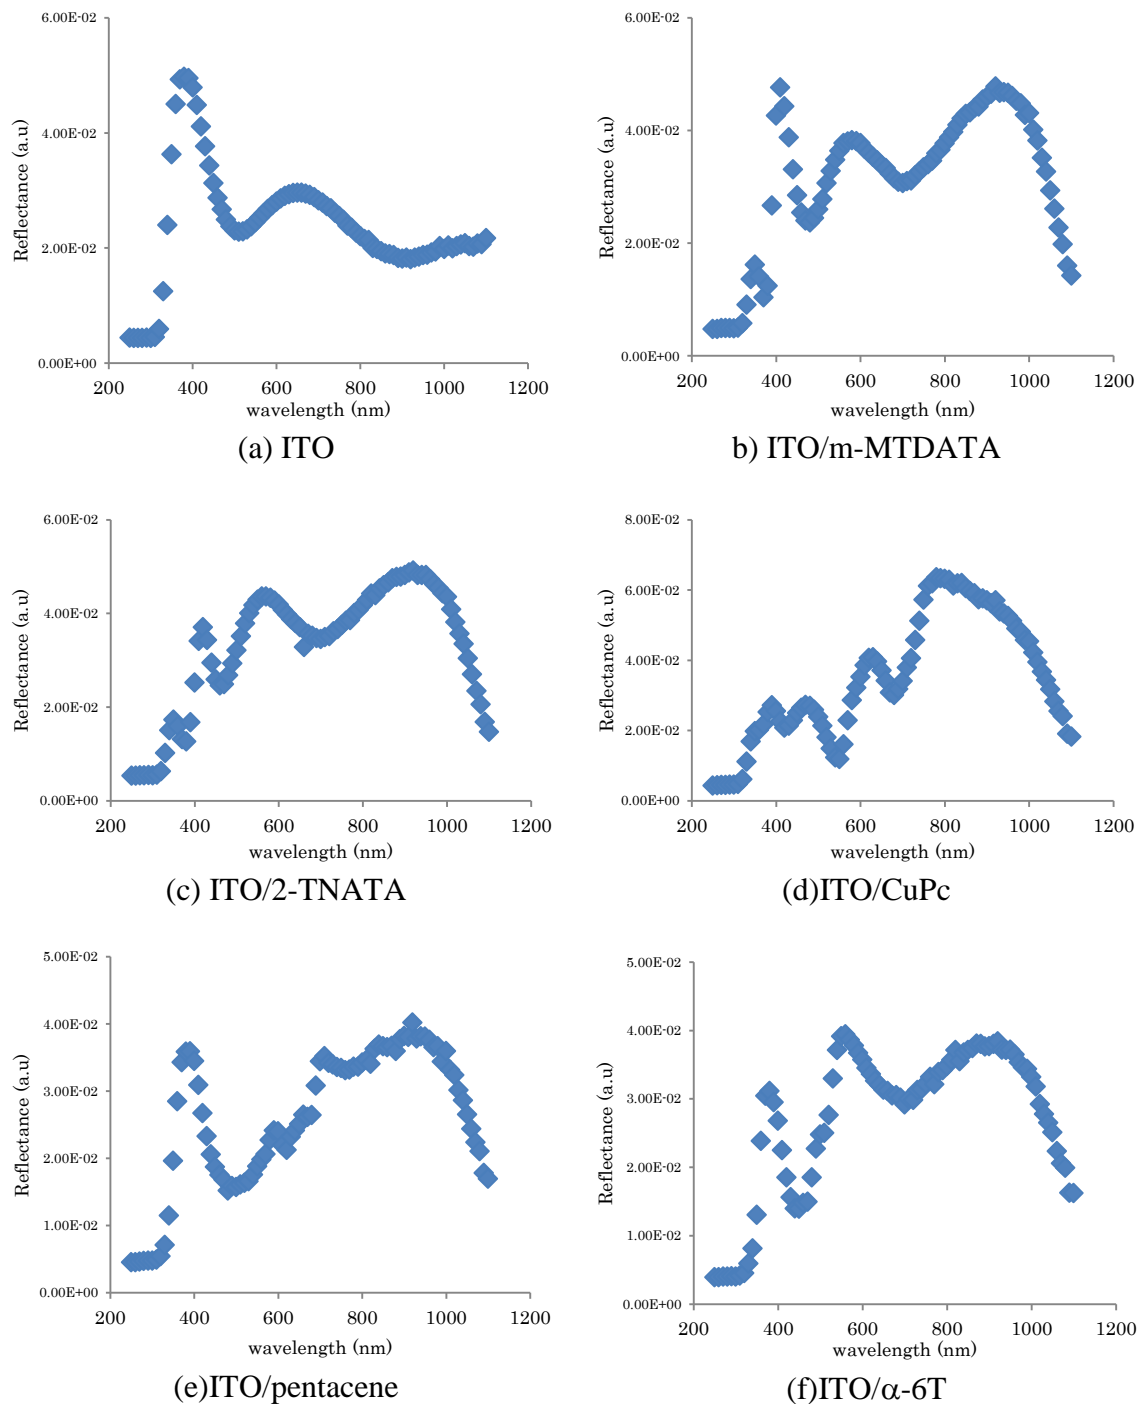 6.00E-02
4.00E-02
2.00E-02
0.00E+00
Reflectance (a.u)
200 400 600 800 1000 1200
wavelength (nm)
(a) ITO
6.00E-02
4.00E-02
2.00E-02
0.00E+00
Reflectance (a.u)
200 400 600 800 1000 1200
wavelength (nm)
b) ITO/m-MTDATA
6.00E-02
4.00E-02
2.00E-02
0.00E+00
Reflectance (a.u)
200 400 600 800 1000 1200
wavelength (nm)
(c) ITO/2-TNATA
8.00E-02
6.00E-02
4.00E-02
2.00E-02
0.00E+00
Reflectance (a.u)
200 400 600 800 1000 1200
wavelength (nm)
(d)ITO/CuPc
5.00E-02
4.00E-02
3.00E-02
2.00E-02
1.00E-02
0.00E+00
Reflectance (a.u)
200 400 600 800 1000 1200
wavelength (nm)
(e)ITO/pentacene
5.00E-02
4.00E-02
3.00E-02
2.00E-02
1.00E-02
0.00E+00
Reflectance (a.u)
200 400 600 800 1000 1200
wavelength (nm)
(f)ITO/α-6T